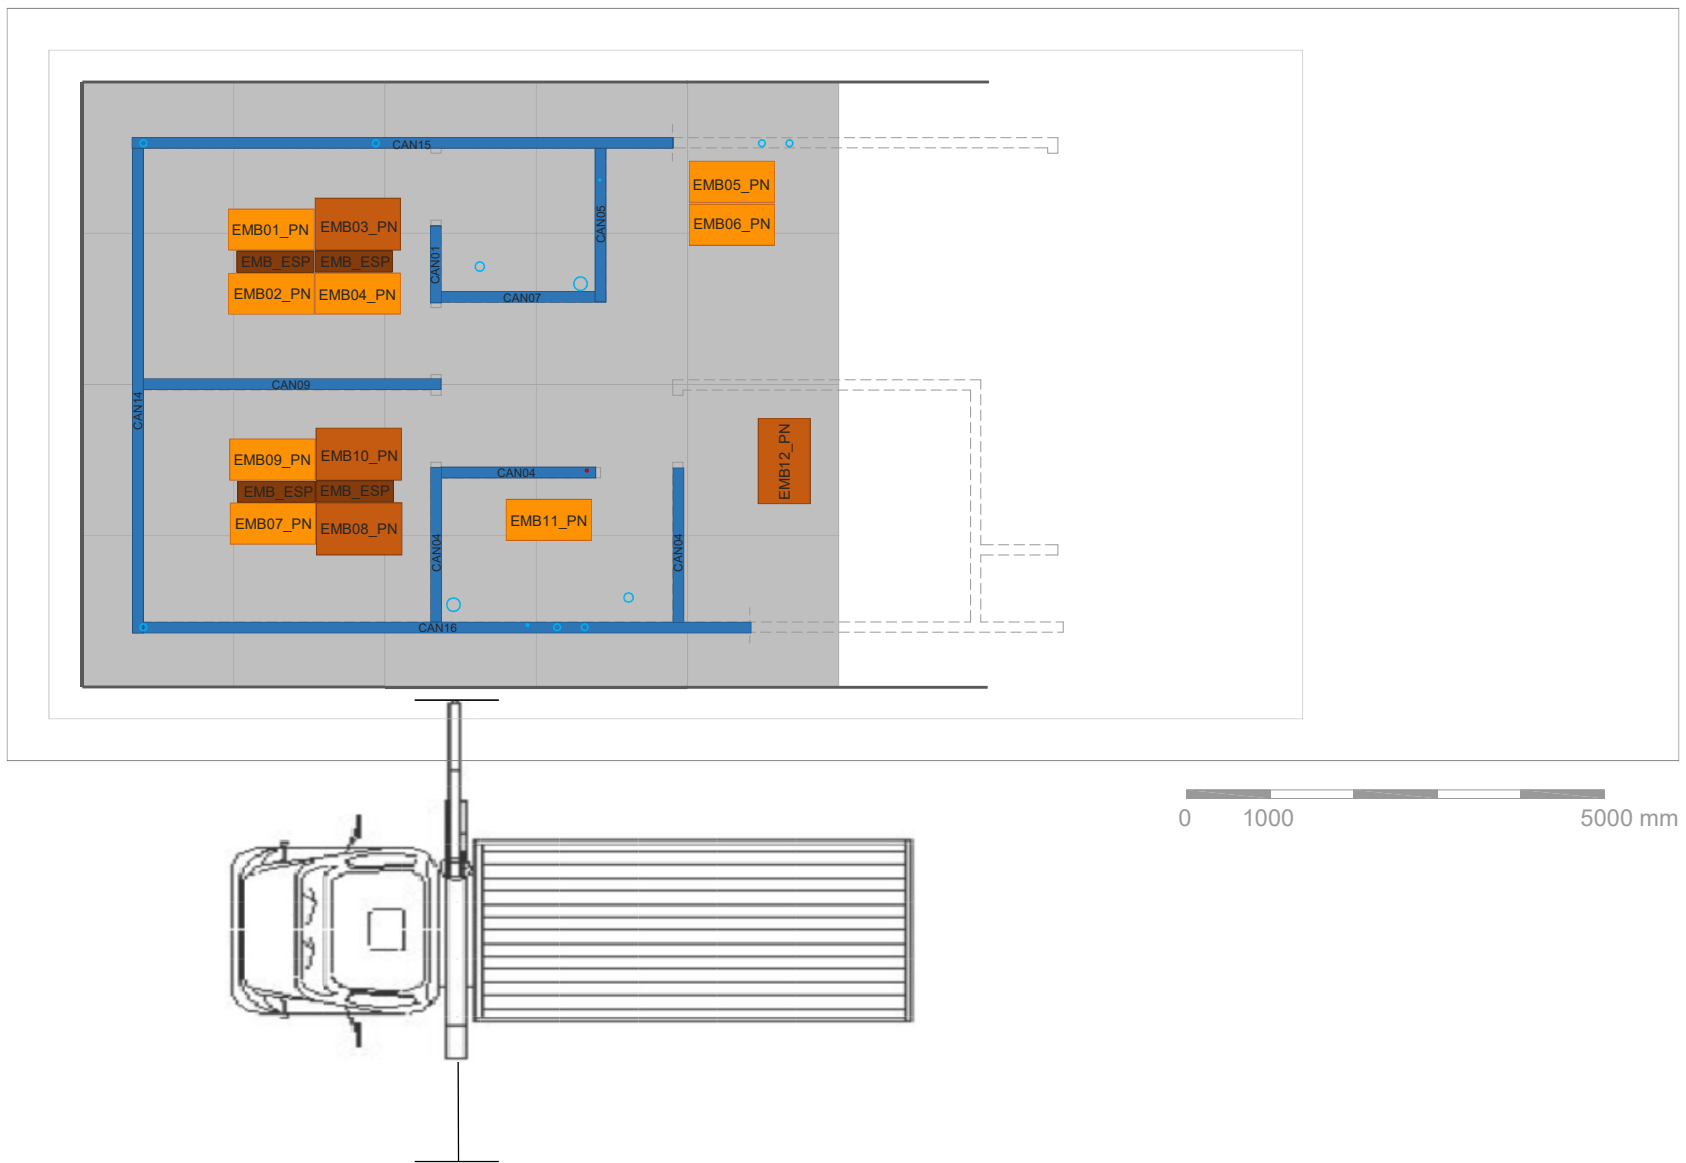 CAN15
EMB05_PN
EMB06_PN
EMB01_PN
EMB03_PN
EMB_ESP
EMB_ESP
EMB02_PN
EMB04_PN
CAN01
CAN05
CAN07
CAN09
CAN14
EMB09_PN
EMB10_PN
EMB_ESP
EMB_ESP
EMB07_PN
EMB08_PN
CAN04
CAN04
EMB11_PN
CAN04
EMB12_PN
CAN16
0 1000 5000 mm